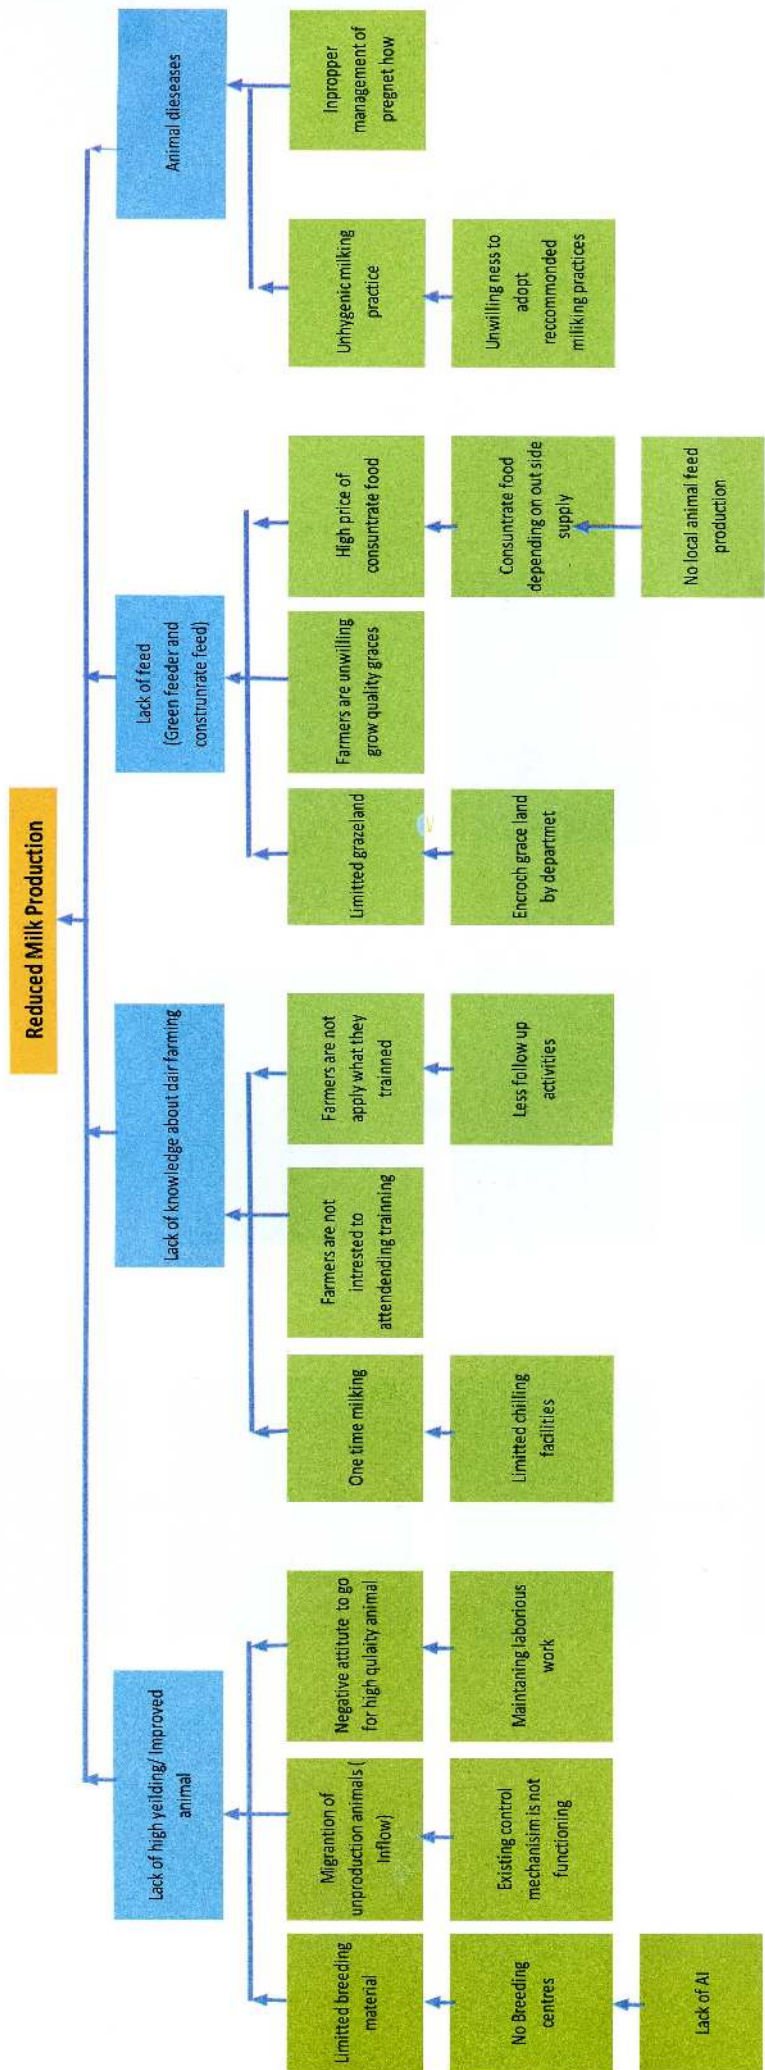 Reduced Milk Production
Lack of high yeilding/ Improved
animal
Lack of knowledge about dair farming
Lack of feed
(Green feeder and
construnrate feed)
Animal dieseases
Limitted breeding
material
Migrantion of
unproduction animals (
Inflow)
Negative attitute to go
for high qulaity animal
One time milking
Farmers are not
intrested to
attendending trainning
Farmers are not
apply what they
trainned
Limitted grazeland
Farmers are unwilling
grow quality graces
High price of
consuntrate food
Unhygenic milking
practice
Inpropper
management of
pregnet how
No Breeding
centres
Existing control
mechanisim is not
functioning
Maintaning laborious
work
Limitted chilling
facilities
Less follow up
activities
Encroch grace land
by departmet
Consuntrate food
depending on out side
supply
Unwilling ness to
adopt
reccommonded
miliking practices
Lack of AI
No local animal feed
production